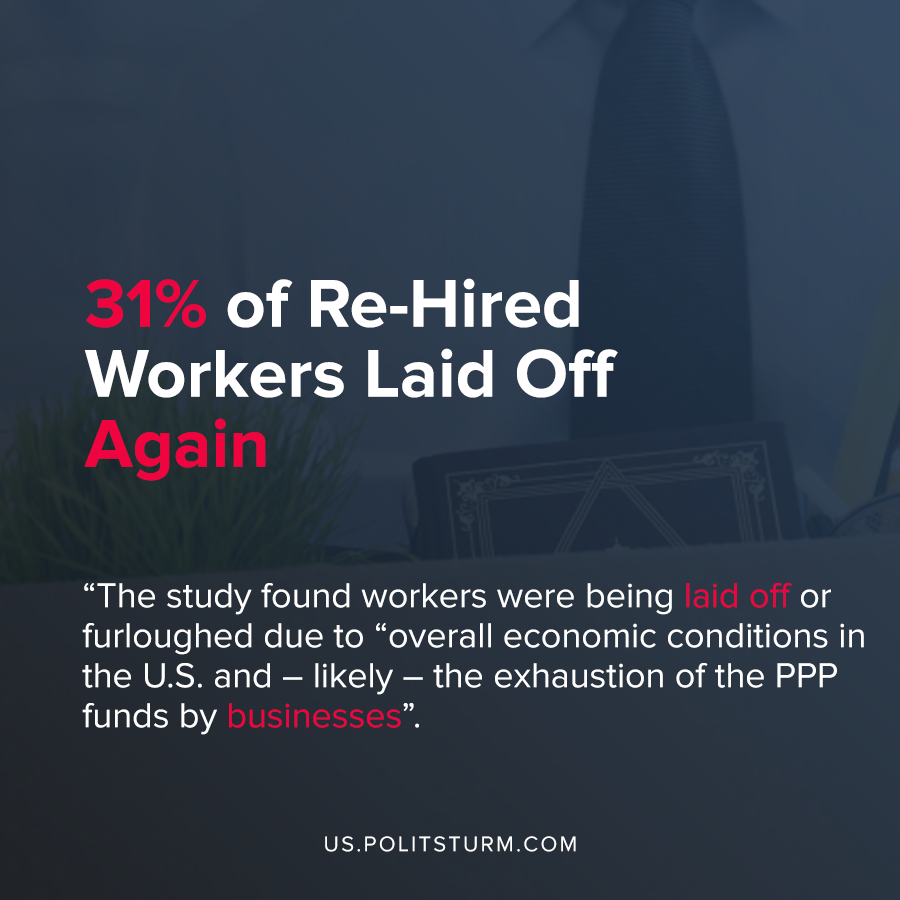 31% of Re-Hired
Workers Laid Off
Again
“The study found workers were being laid off or
furloughed due to “overall economic conditions in
the U.S. and – likely – the exhaustion of the PPP
funds by businesses”.
US.POLITSTURM.COM